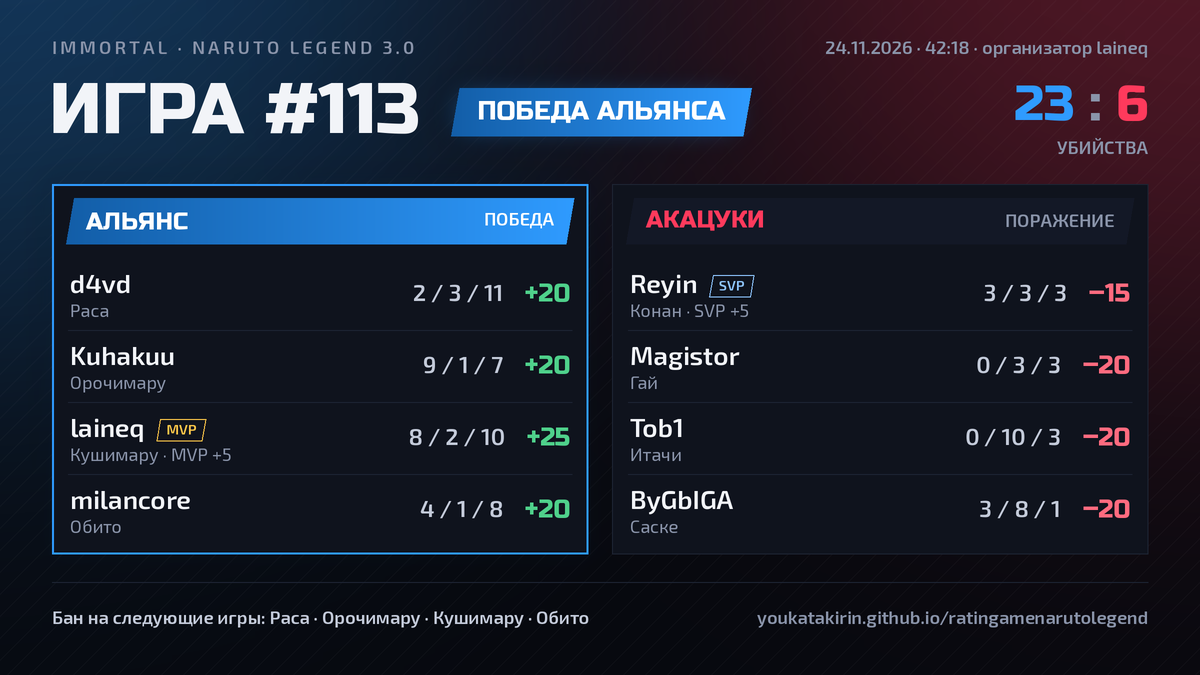 IMMORTAL · NARUTO LEGEND 3.0
24.11.2026 · 42:18 · организатор laineq
ИГРА #113
ПОБЕДА АЛЬЯНСА
23 : 6
УБИЙСТВА
АЛЬЯНС
ПОБЕДА
d4vd
2 / 3 / 11 +20
Раса
Kuhakuu
9 / 1 / 7 +20
Орочимару
laineq MVP
8 / 2 / 10 +25
Кушимару · MVP +5
milancore
4 / 1 / 8 +20
Обито
АКАЦУКИ
ПОРАЖЕНИЕ
Reyin SVP
3 / 3 / 3 −15
Конан · SVP +5
Magistor
0 / 3 / 3 −20
Гай
Tob1
0 / 10 / 3 −20
Итачи
ByGbIGA
3 / 8 / 1 −20
Саске
Бан на следующие игры: Раса · Орочимару · Кушимару · Обито
youkatakirin.github.io/ratingamenarutolegend